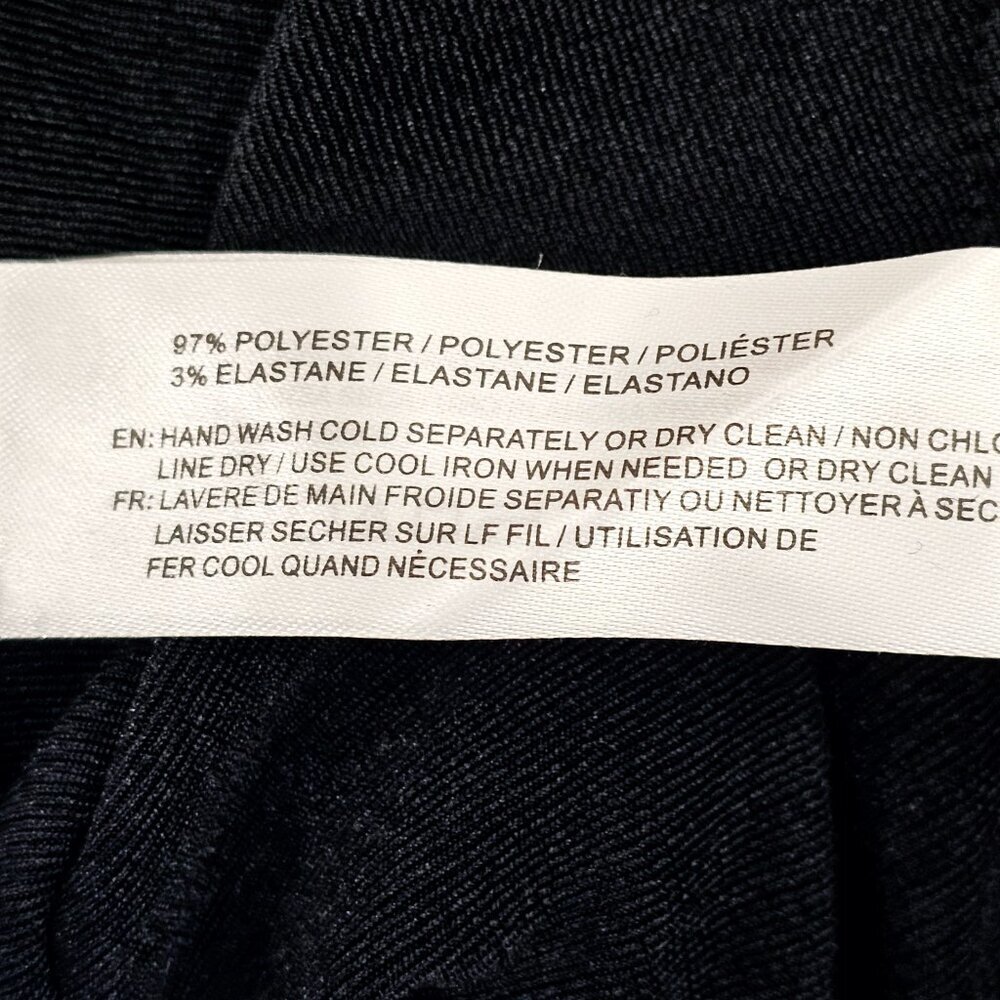 97% POLYESTER / POLYESTER / POLIÉSTER
3% ELASTANE / ELASTANE / ELASTANO
EN: HAND WASH COLD SEPARATELY OR DRY CLEAN / NON CHLO
LINE DRY / USE COOL IRON WHEN NEEDED OR DRY CLEAN
FR: LAVERE DE MAIN FROIDE SEPARATIY OU NETTOYER À SEC
LAISSER SECHER SUR LF FIL / UTILISATION DE
FER COOL QUAND NÉCESSAIRE